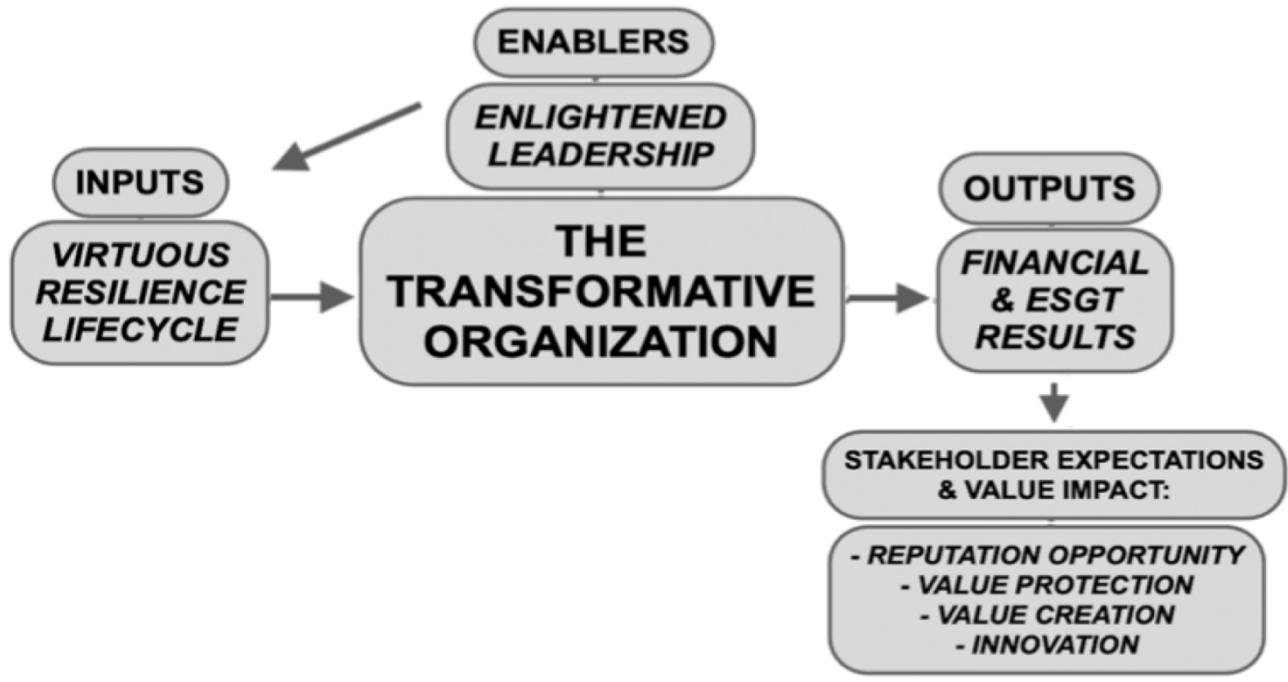 ENABLERS
ENLIGHTENED
LEADERSHIP
INPUTS
VIRTUOUS
RESILIENCE
LIFECYCLE
THE
TRANSFORMATIVE
ORGANIZATION
OUTPUTS
FINANCIAL
& ESGT
RESULTS
STAKEHOLDER EXPECTATIONS
& VALUE IMPACT:
- REPUTATION OPPORTUNITY
- VALUE PROTECTION
- VALUE CREATION
- INNOVATION